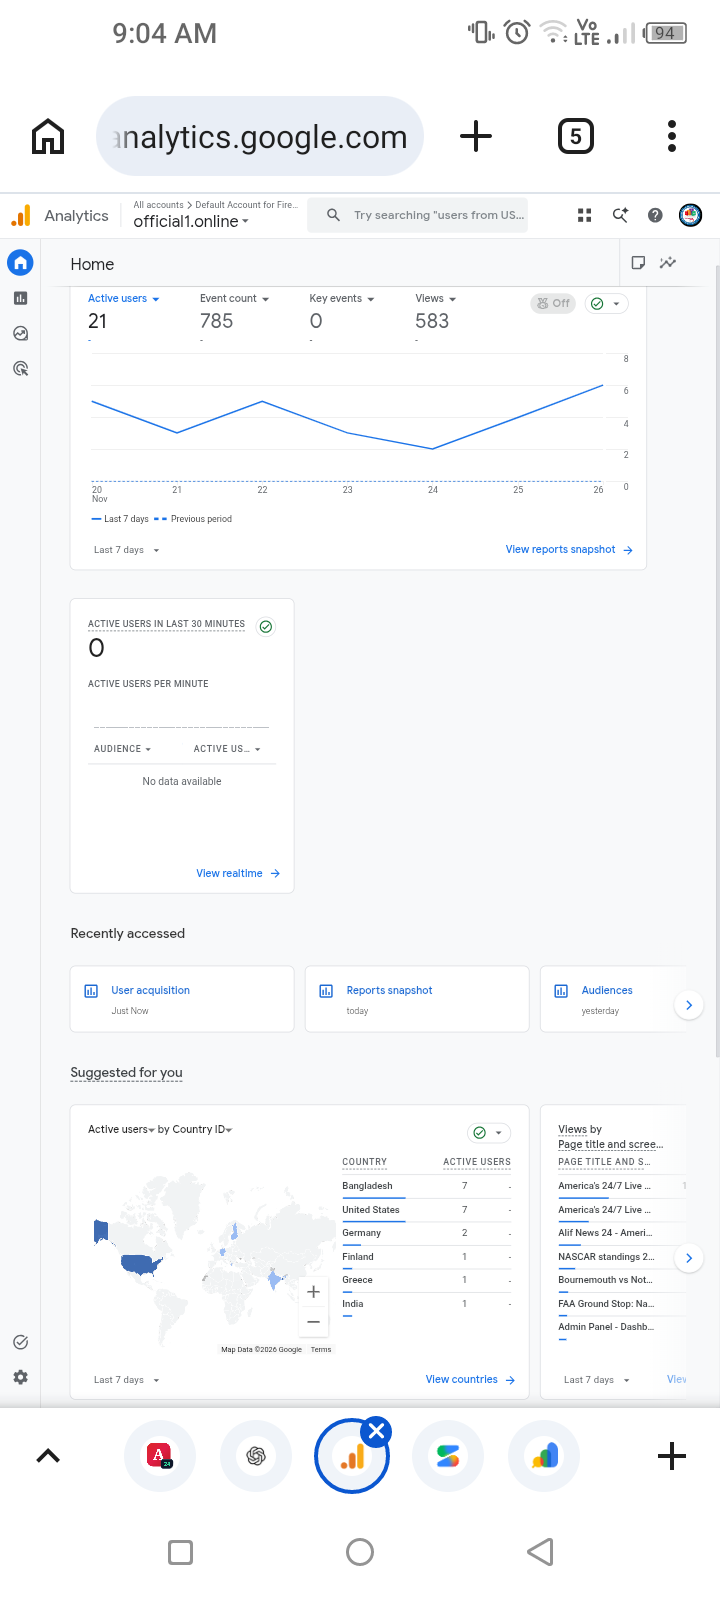 9:04 AM
Vo LTE
94
analytics.google.com
5
Analytics
All accounts > Default Account for Fire...
official1.online
Try searching "users from US...
Home
Active users
Event count
Key events
Views
21
785
0
583
Off
-
-
-
-
8
6
4
2
0
20
Nov
21
22
23
24
25
26
Last 7 days
Previous period
Last 7 days
View reports snapshot
ACTIVE USERS IN LAST 30 MINUTES
0
ACTIVE USERS PER MINUTE
AUDIENCE
ACTIVE US...
No data available
View realtime
Recently accessed
User acquisition
Just Now
Reports snapshot
today
Audiences
yesterday
Suggested for you
Active users by Country ID
COUNTRY
ACTIVE USERS
Bangladesh 7 -
United States 7 -
Germany 2 -
Finland 1 -
Greece 1 -
India 1 -
Map Data ©2026 Google
Terms
Last 7 days
View countries
Views by
Page title and scree...
PAGE TITLE AND S...
America's 24/7 Live ... 1
America's 24/7 Live ...
Alif News 24 - Ameri...
NASCAR standings 2...
Bournemouth vs Not...
FAA Ground Stop: Na...
Admin Panel - Dashb...
Last 7 days
View
A
24